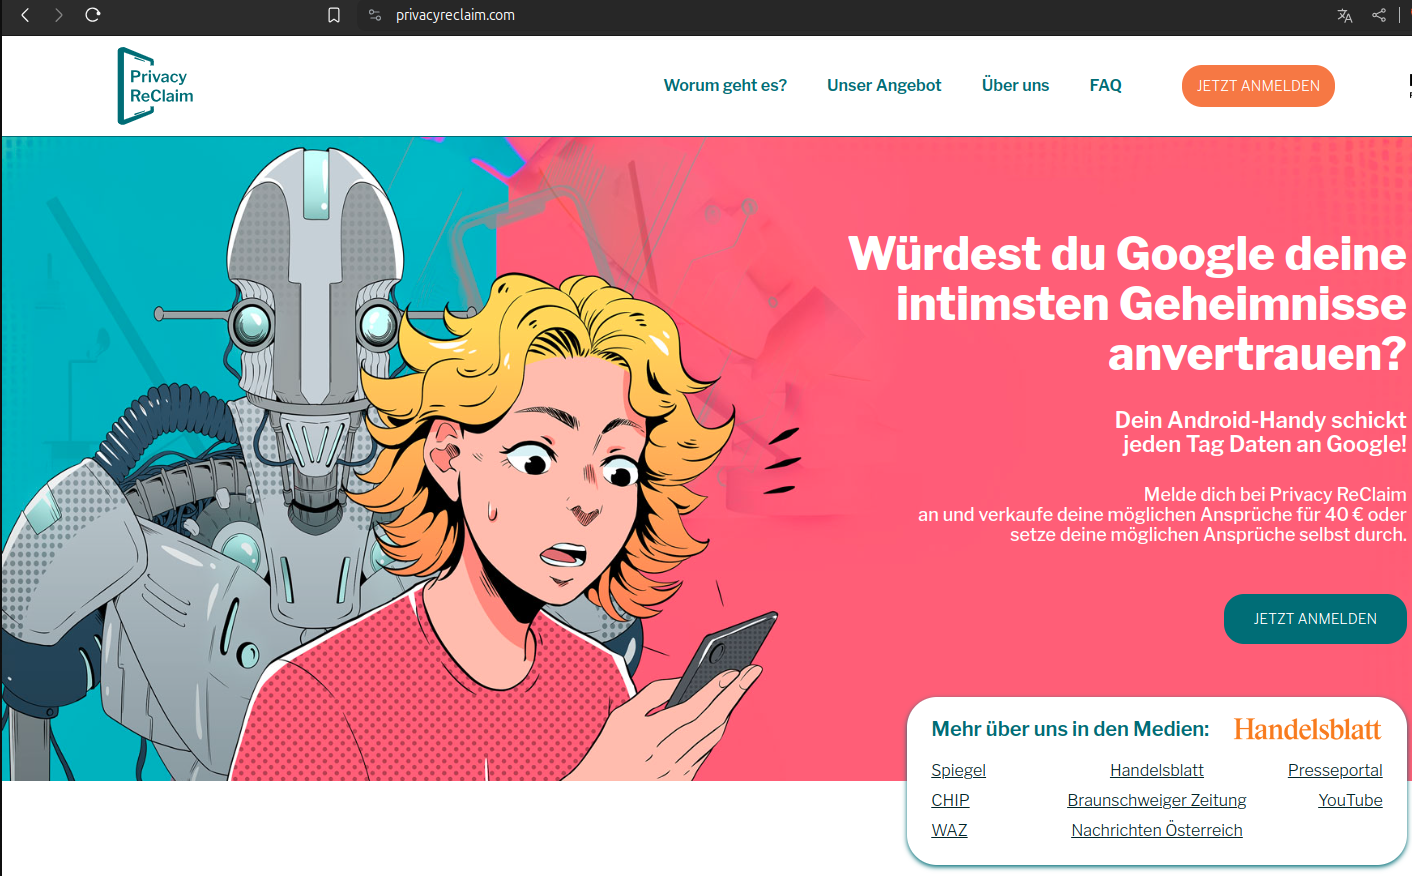 privacyreclaim.com
Privacy
ReClaim
Worum geht es?
Unser Angebot
Über uns
FAQ
JETZT ANMELDEN
Würdest du Google deine
intimsten Geheimnisse
anvertrauen?
Dein Android-Handy schickt
jeden Tag Daten an Google!
Melde dich bei Privacy ReClaim
an und verkaufe deine möglichen Ansprüche für 40 € oder
setze deine möglichen Ansprüche selbst durch.
JETZT ANMELDEN
Mehr über uns in den Medien:
Handelsblatt
Spiegel
Handelsblatt
Presseportal
CHIP
Braunschweiger Zeitung
YouTube
WAZ
Nachrichten Österreich